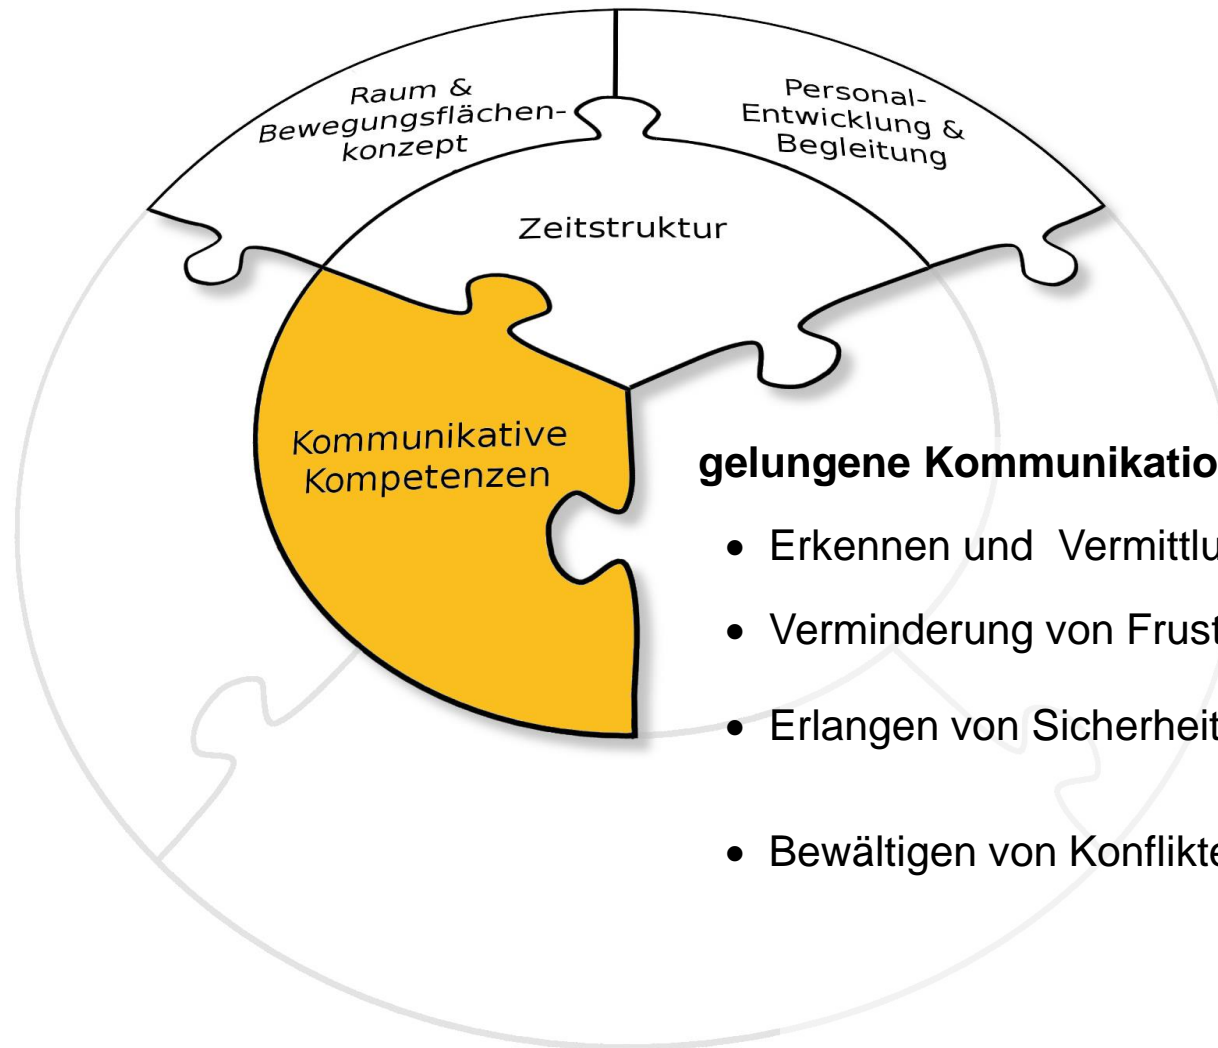 Raum &
Bewegungsflächen-
konzept
Personal-
Entwicklung &
Begleitung
Zeitstruktur
Kommunikative
Kompetenzen
gelungene Kommunikatio
• Erkennen und  Vermittlu
• Verminderung von Frust
• Erlangen von Sicherheit
• Bewältigen von Konflikte